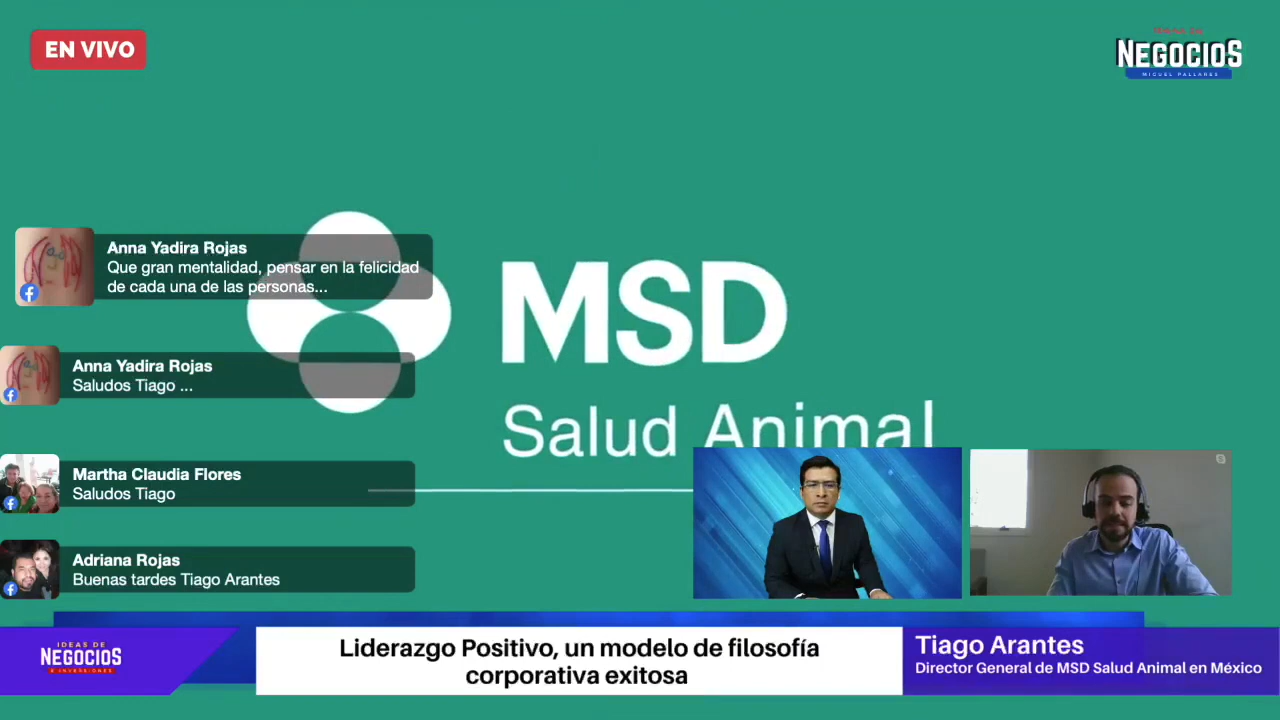 EN VIVO
IDEAS DE
NEGOCIOS
MIGUEL PALLARES
Anna Yadira Rojas
Que gran mentalidad, pensar en la felicidad
de cada una de las personas...
Anna Yadira Rojas
Saludos Tiago ...
Martha Claudia Flores
Saludos Tiago
Adriana Rojas
Buenas tardes Tiago Arantes
MSD
Salud Animal
IDEAS DE
NEGOCIOS
E INVERSIONES
Liderazgo Positivo, un modelo de filosofía
corporativa exitosa
Tiago Arantes
Director General de MSD Salud Animal en México